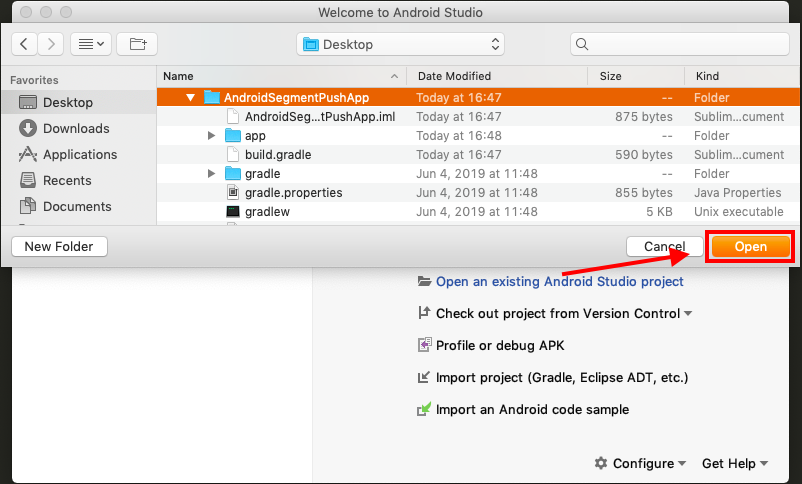 Welcome to Android Studio
Desktop
Favorites
Desktop
Downloads
Applications
Recents
Documents
Name Date Modified Size Kind
AndroidSegmentPushApp Today at 16:47 -- Folder
AndroidSeg...tPushApp.iml Today at 16:47 875 bytes Sublim...cument
app Today at 16:48 -- Folder
build.gradle Today at 16:47 590 bytes Sublim...cument
gradle Jun 4, 2019 at 11:48 -- Folder
gradle.properties Jun 4, 2019 at 11:48 855 bytes Java Properties
gradlew Jun 4, 2019 at 11:48 5 KB Unix executable
New Folder Cancel Open
Open an existing Android Studio project
Check out project from Version Control
Profile or debug APK
Import project (Gradle, Eclipse ADT, etc.)
Import an Android code sample
Configure Get Help